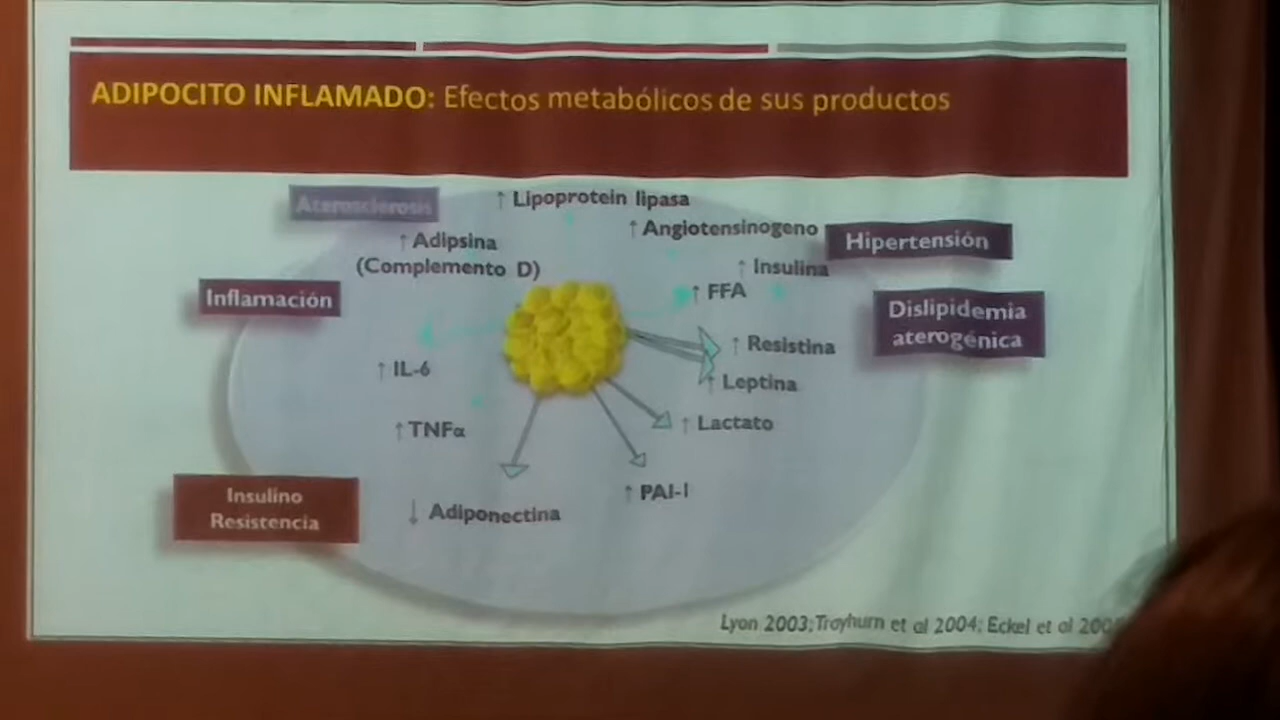 ADIPOCITO INFLAMADO: Efectos metabólicos de sus productos
Aterosclerosis
↑ Lipoprotein lipasa
↑ Angiotensinogeno
Hipertensión
↑ Adipsina
(Complemento D)
↑ Insulina
↑ FFA
Inflamación
Dislipidemia
aterogénica
↑ Resistina
↑ IL-6
↑ Leptina
↑ TNFα
↑ Lactato
Insulino
Resistencia
↑ PAI-1
↓ Adiponectina
Lyon 2003; Trayhurn et al 2004; Eckel et al